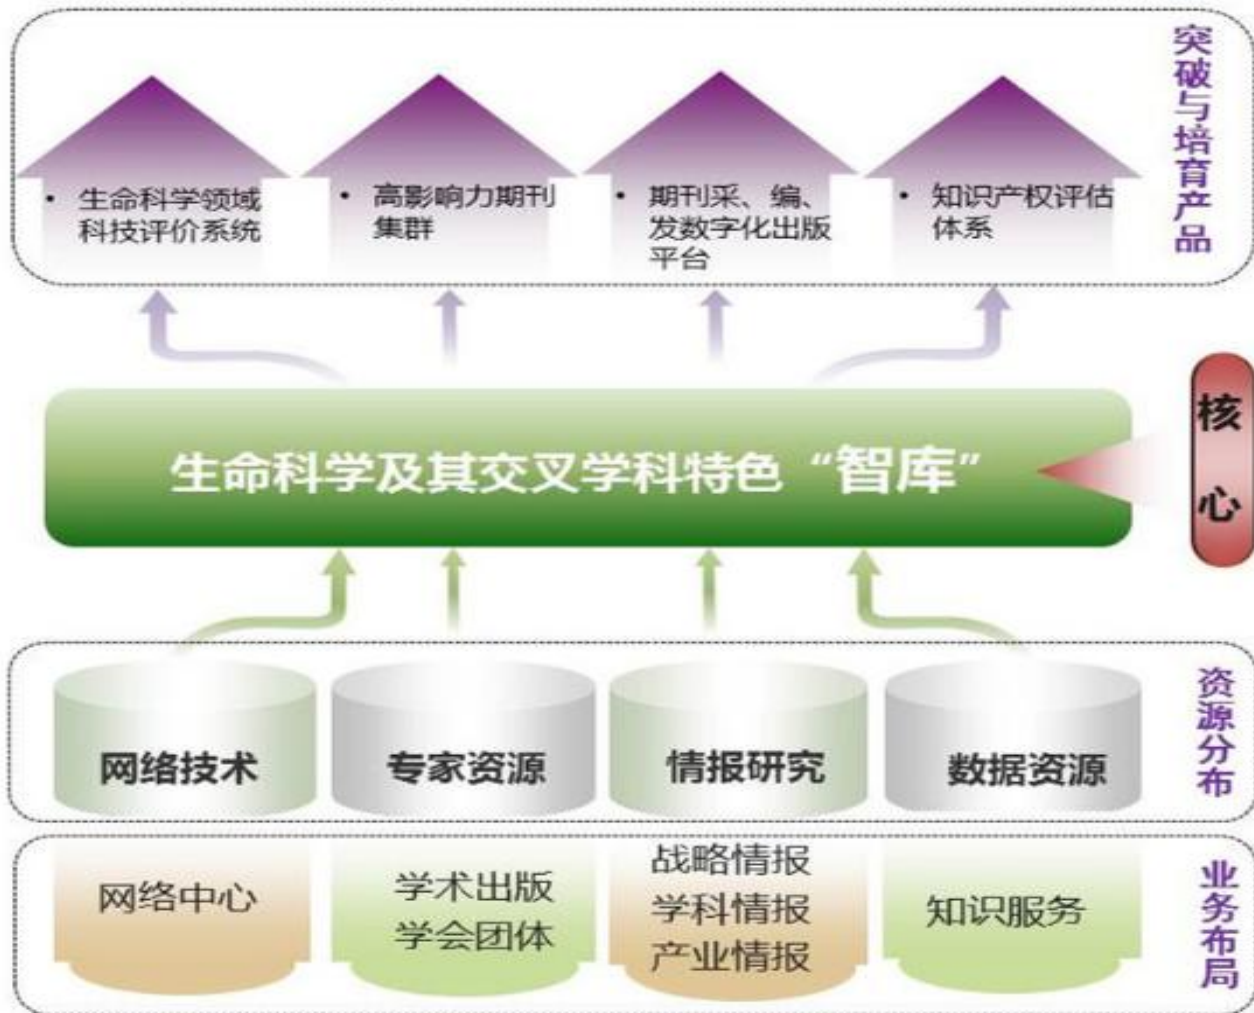 突破与培育产品
• 生命科学领域
科技评价系统
• 高影响力期刊
集群
• 期刊采、编、
发数字化出版
平台
• 知识产权评估
体系
生命科学及其交叉学科特色“智库”
核心
资源分布
网络技术
专家资源
情报研究
数据资源
业务布局
网络中心
学术出版
学会团体
战略情报
学科情报
产业情报
知识服务